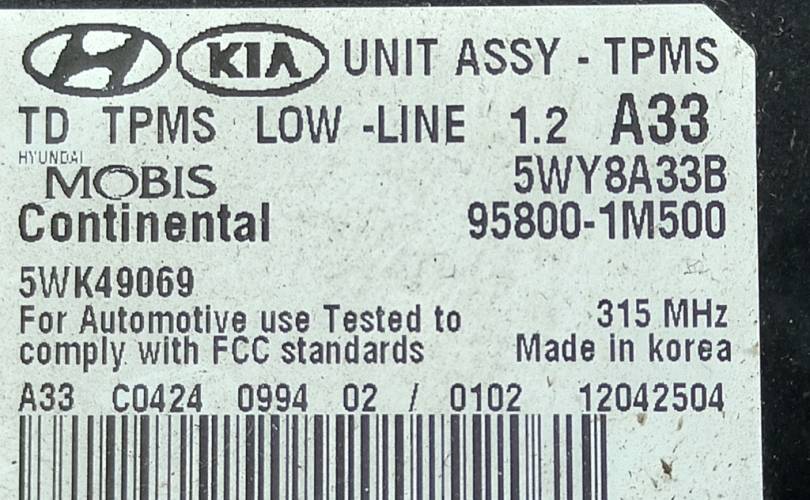 KIA UNIT ASSY - TPMS
TD TPMS LOW -LINE 1.2 A33
HYUNDAI
MOBIS 5WY8A33B
Continental 95800-1M500
5WK49069
For Automotive use Tested to 315 MHz
comply with FCC standards Made in korea
A33 C0424 0994 02 / 0102 12042504